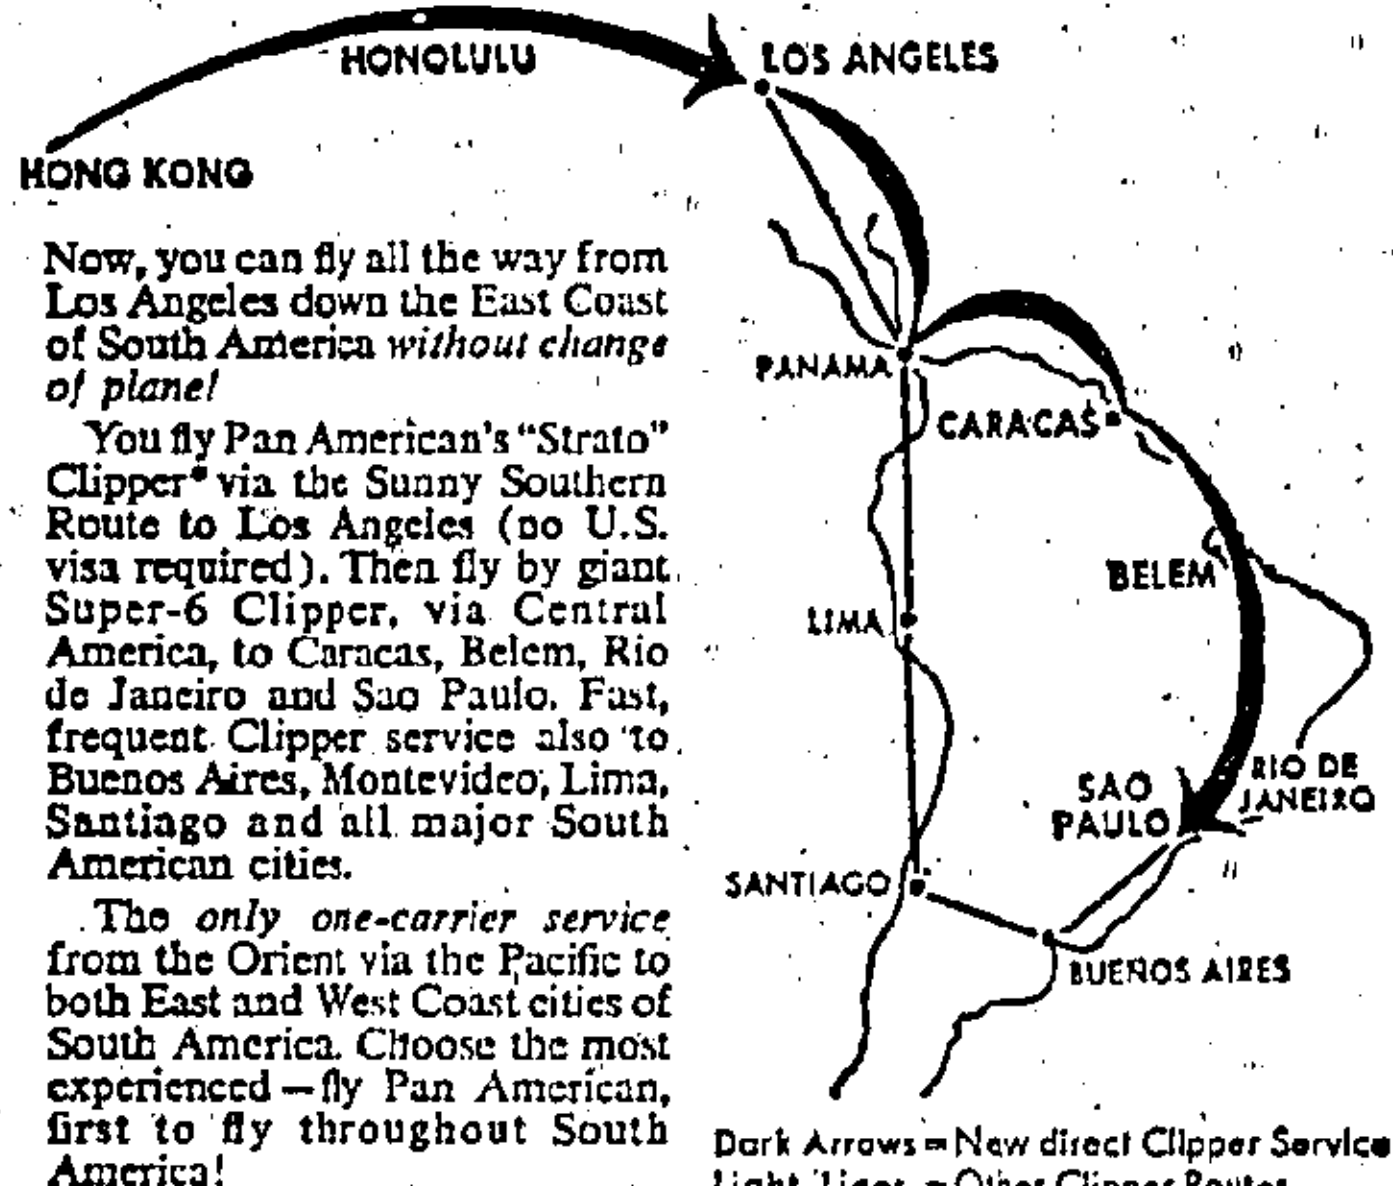 HONOLULU
LOS ANGELES
HONG KONG
Now, you can fly all the way from
Los Angeles down the East Coast
of South America without change
of plane!
You fly Pan American's "Strato"
Clipper* via the Sunny Southern
Route to Los Angeles (no U.S.
visa required). Then fly by giant
Super-6 Clipper, via Central
America, to Caracas, Belem, Rio
de Janeiro and Sao Paulo. Fast,
frequent Clipper service also to
Buenos Aires, Montevideo, Lima,
Santiago and all major South
American cities.
The only one-carrier service
from the Orient via the Pacific to
both East and West Coast cities of
South America. Choose the most
experienced — fly Pan American,
first to fly throughout South
America!
PANAMA
CARACAS
BELEM
LIMA
RIO DE
JANEIRO
SAO
PAULO
SANTIAGO
BUENOS AIRES
Dark Arrows = New direct Clipper Service
Light Lines = Other Clipper Routes